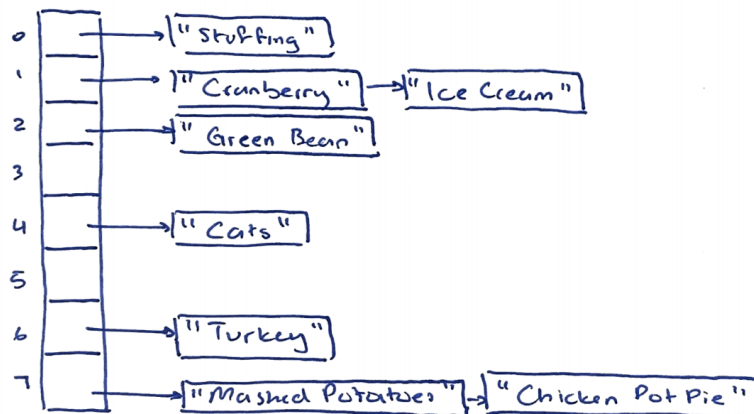 0 "Stuffing"
1 "Cranberry" "Ice Cream"
2 "Green Bean"
3
4 "Cats"
5
6 "Turkey"
7 "Mashed Potatoes" "Chicken Pot Pie"